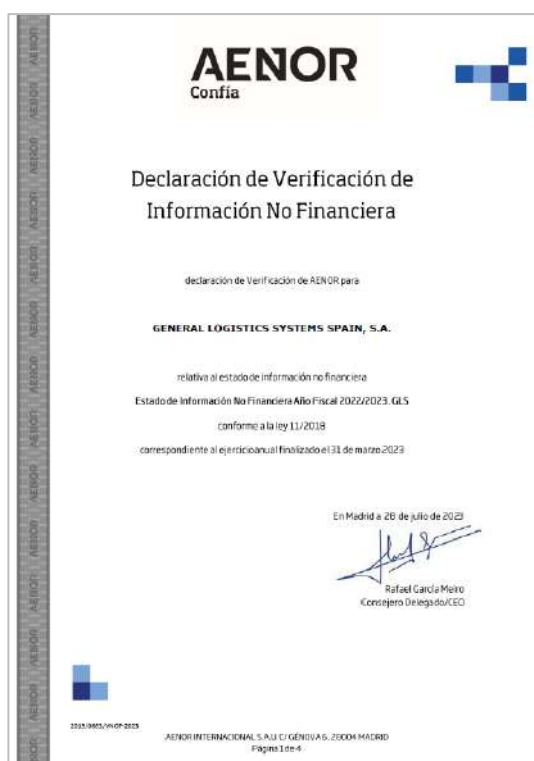 AENOR
Confía
Declaración de Verificación de
Información No Financiera
declaración de Verificación de AENOR para
GENERAL LOGISTICS SYSTEMS SPAIN, S.A.
relativa al estado de información no financiera
Estado de Información No Financiera Año Fiscal 2022/2023. GLS
conforme a la ley 11/2018
correspondiente al ejercicio anual finalizado el 31 de marzo 2023
En Madrid a 28 de julio de 2023
Rafael García Meiro
Consejero Delegado/CEO
AENOR INTERNACIONAL S.A.U. C/ GÉNOVA 6, 28004 MADRID
Página 1 de 4